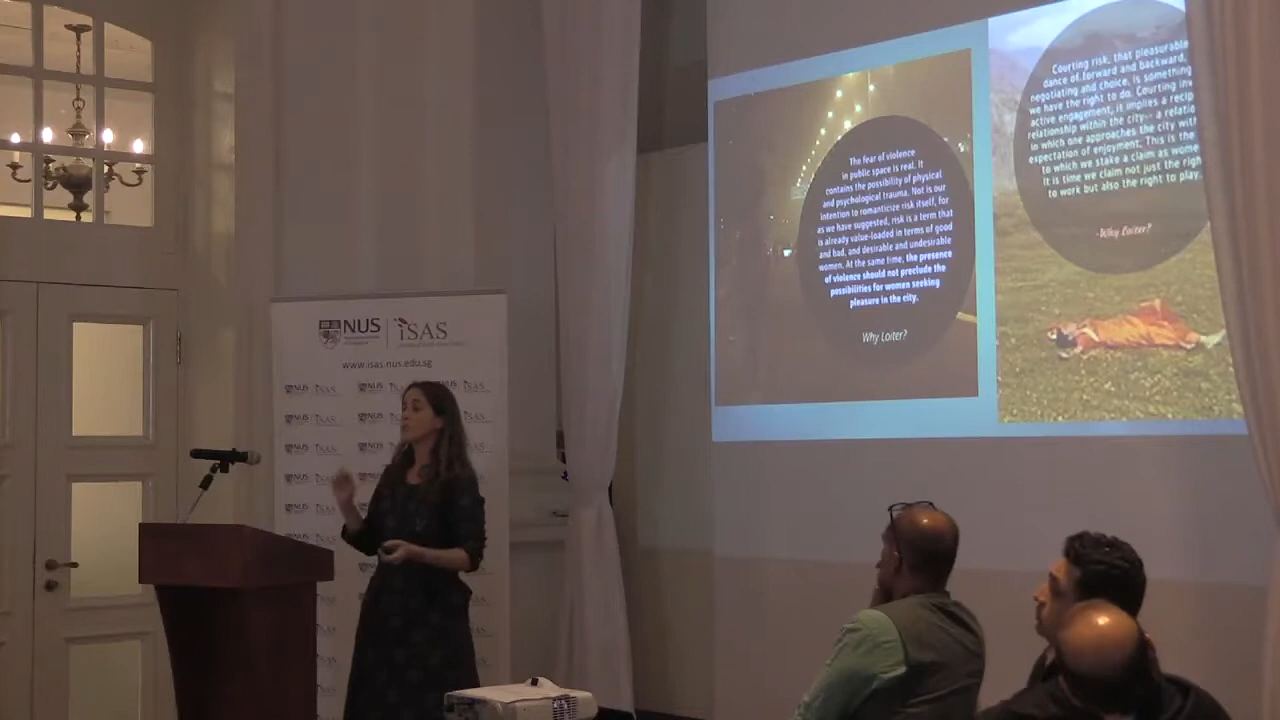 NUS
iSAS
www.isas.nus.edu.sg
NUS iSAS
The fear of violence
in public space is real. It
contains the possibility of physical
and psychological trauma. Not is our
intention to romanticize risk itself, for
as we have suggested, risk is a term that
is already value-loaded in terms of good
and bad, and desirable and undesirable
women. At the same time, the presence
of violence should not preclude the
possibilities for women seeking
pleasure in the city.
Why Loiter?
Courting risk, that pleasurable
dance of forward and backward,
negotiating and choice, is something
we have the right to do. Courting
active engagement, it implies a
relationship within the city-- a
in which one approaches the city
expectation of enjoyment. This is the
to which we stake a claim as
It is time we claim not just the
to work but also the right to play.
-Why Loiter?